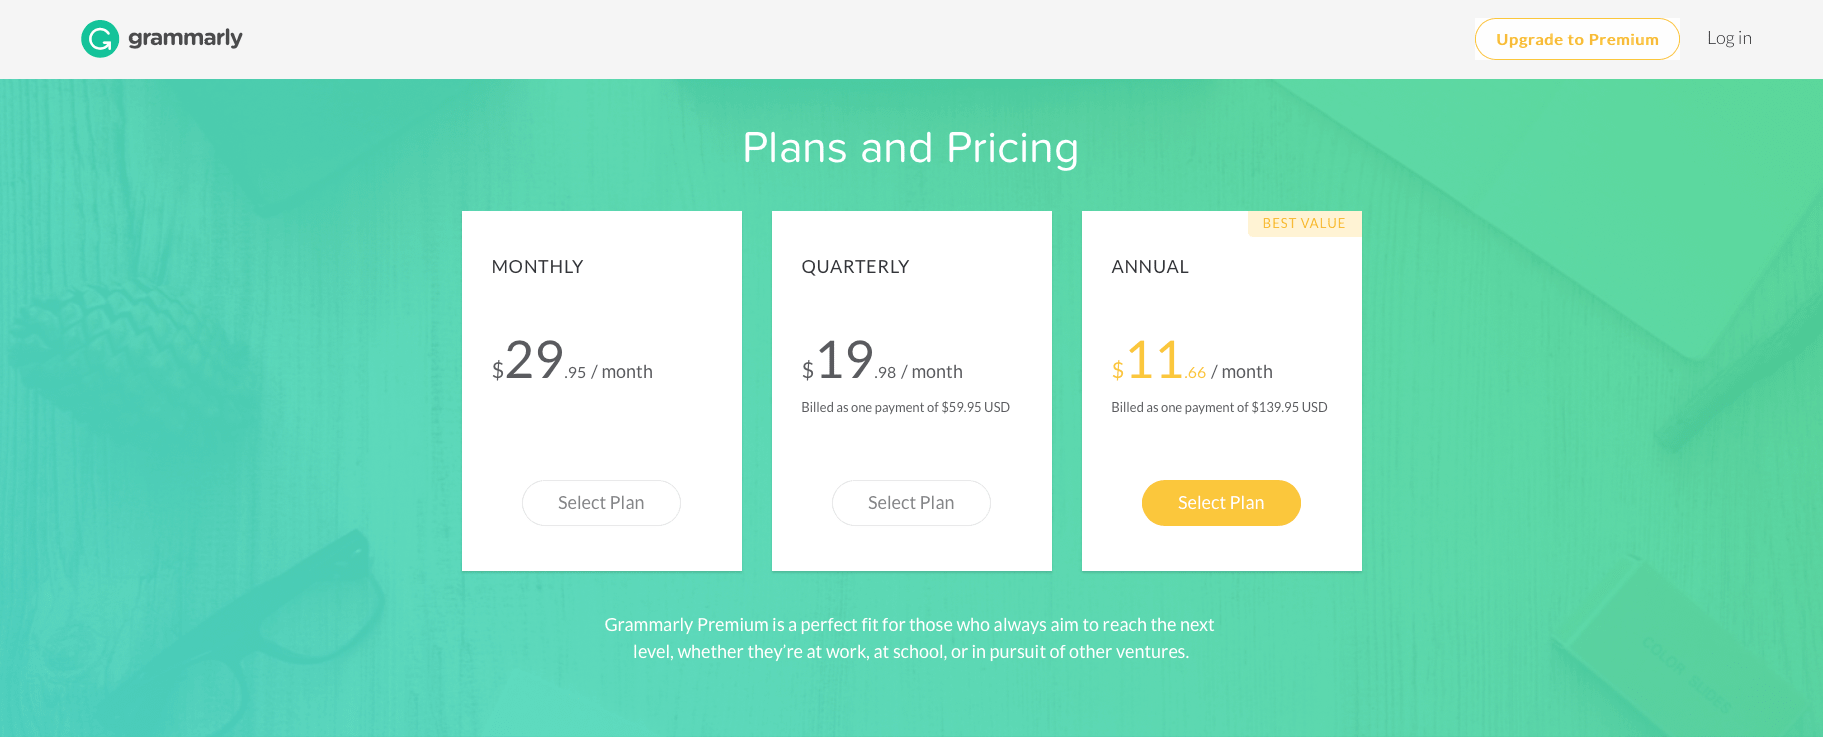 grammarly
Upgrade to Premium
Log in
Plans and Pricing
MONTHLY
$29.95 / month
Select Plan
QUARTERLY
$19.98 / month
Billed as one payment of $59.95 USD
Select Plan
BEST VALUE
ANNUAL
$11.66 / month
Billed as one payment of $139.95 USD
Select Plan
Grammarly Premium is a perfect fit for those who always aim to reach the next
level, whether they're at work, at school, or in pursuit of other ventures.